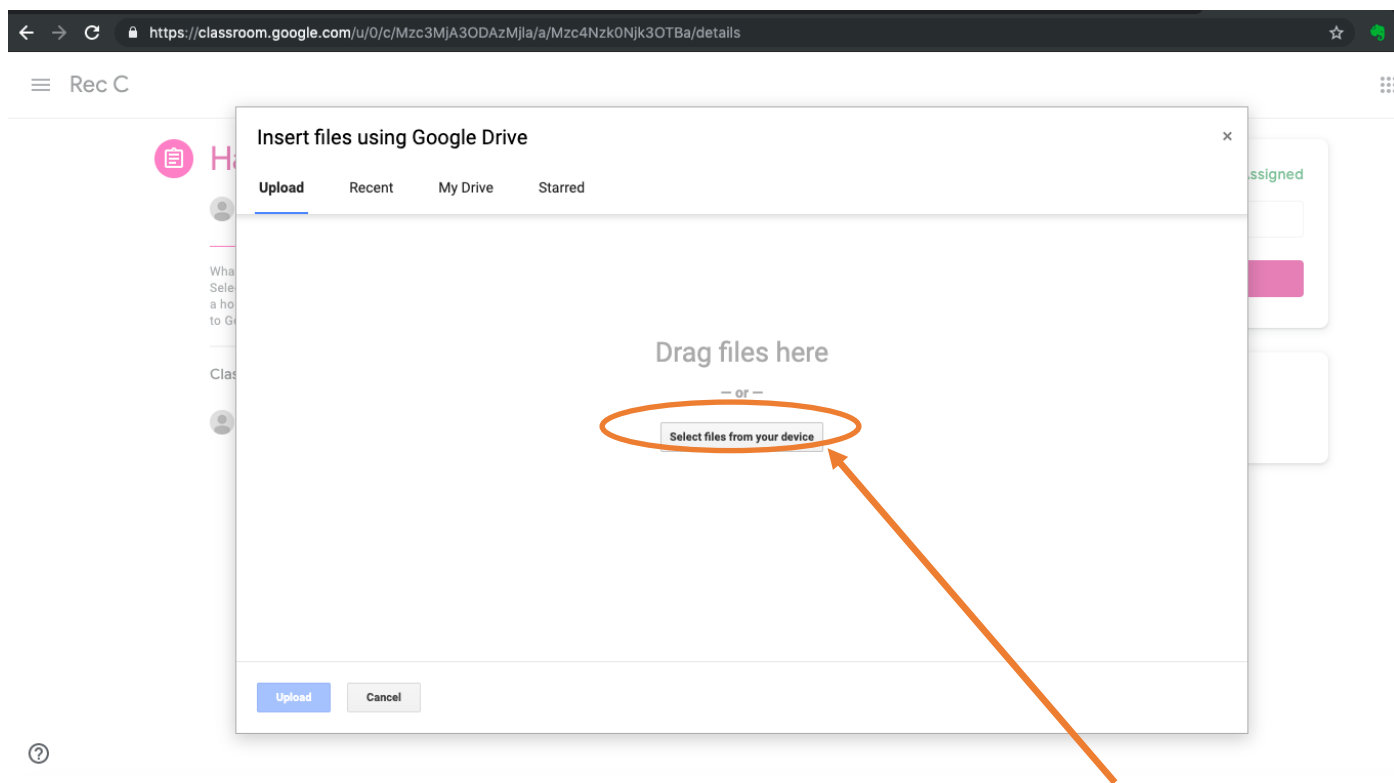 https://classroom.google.com/u/0/c/Mzc3MjA3ODAzMjla/a/Mzc4Nzk0Njk3OTBa/details
Rec C
Insert files using Google Drive
×
Upload Recent My Drive Starred
Assigned
Drag files here
— or —
Select files from your device
Upload Cancel